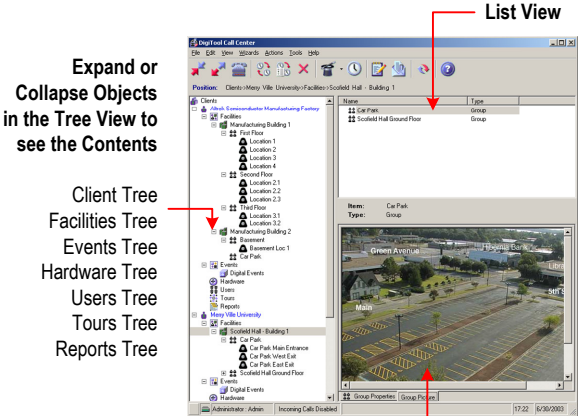 List View
Expand or
Collapse Objects
in the Tree View to
see the Contents
Client Tree
Facilities Tree
Events Tree
Hardware Tree
Users Tree
Tours Tree
Reports Tree
DigiTool Call Center
File Edit View Wizards Actions Tools Help
Position: Clients>Merry Ville University>Facilities>Scofield Hall - Building 1
Clients
Altrok Semiconductor Manufacturing Factory
Facilities
Manufacturing Building 1
First Floor
Location 1
Location 2
Location 3
Location 4
Second Floor
Location 2.1
Location 2.2
Location 2.3
Third Floor
Location 3.1
Location 3.2
Manufacturing Building 2
Basement
Basement Loc 1
Car Park
Events
Digital Events
Hardware
Users
Tours
Reports
Merry Ville University
Facilities
Scofield Hall - Building 1
Car Park
Car Park Main Entrance
Car Park West Exit
Car Park East Exit
Scofield Hall Ground Floor
Events
Digital Events
Hardware
Name Type
Car Park Group
Scofield Hall Ground Floor Group
Item: Car Park
Type: Group
Green Avenue
Bank
Libra
5th S
Main
Group Properties Group Picture
Administrator : Admin Incoming Calls Disabled 17:22 6/30/2003